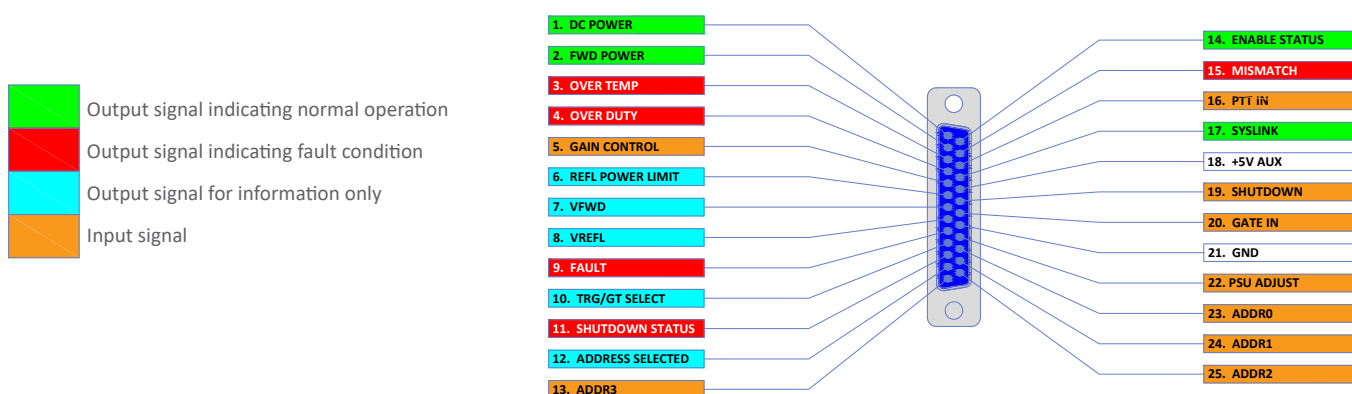 Output signal indicating normal operation
Output signal indicating fault condition
Output signal for information only
Input signal
1. DC POWER
2. FWD POWER
3. OVER TEMP
4. OVER DUTY
5. GAIN CONTROL
6. REFL POWER LIMIT
7. VFWD
8. VREFL
9. FAULT
10. TRG/GT SELECT
11. SHUTDOWN STATUS
12. ADDRESS SELECTED
13. ADDR3
14. ENABLE STATUS
15. MISMATCH
16. PTT IN
17. SYSLINK
18. +5V AUX
19. SHUTDOWN
20. GATE IN
21. GND
22. PSU ADJUST
23. ADDR0
24. ADDR1
25. ADDR2